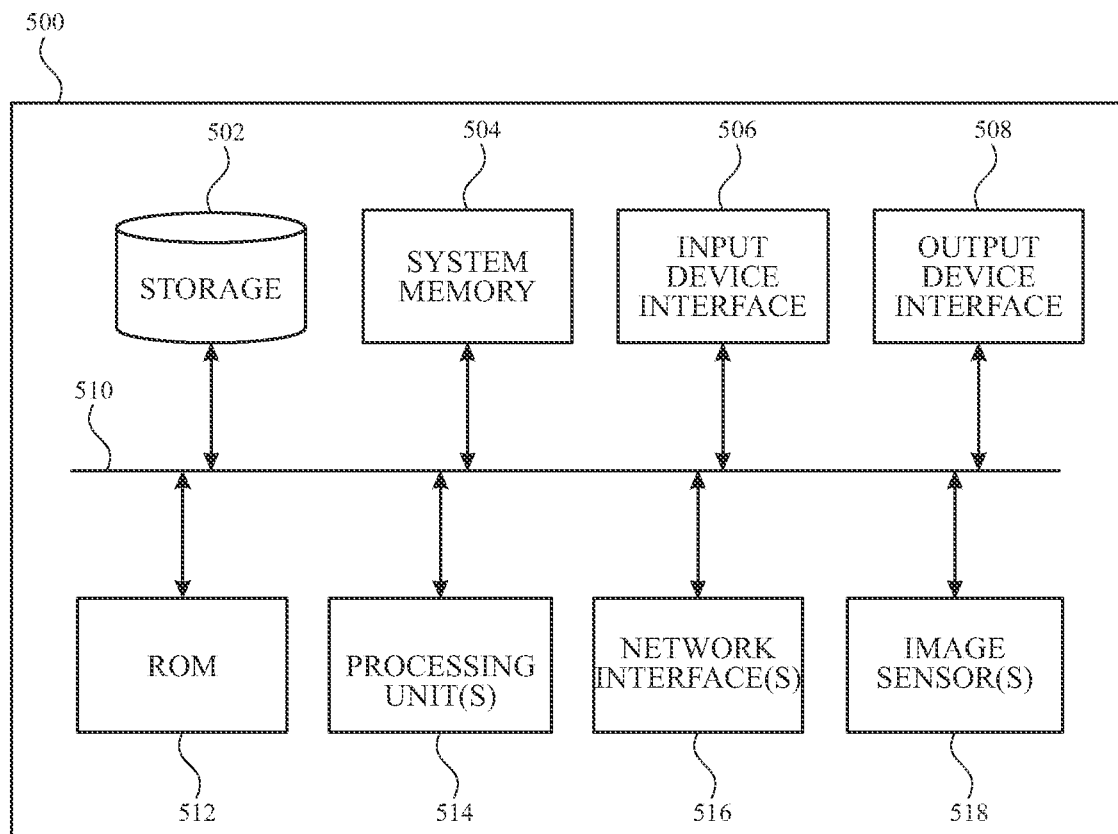 500
502
504
506
508
STORAGE
SYSTEM
MEMORY
INPUT
DEVICE
INTERFACE
OUTPUT
DEVICE
INTERFACE
510
ROM
PROCESSING
UNIT(S)
NETWORK
INTERFACE(S)
IMAGE
SENSOR(S)
512
514
516
518